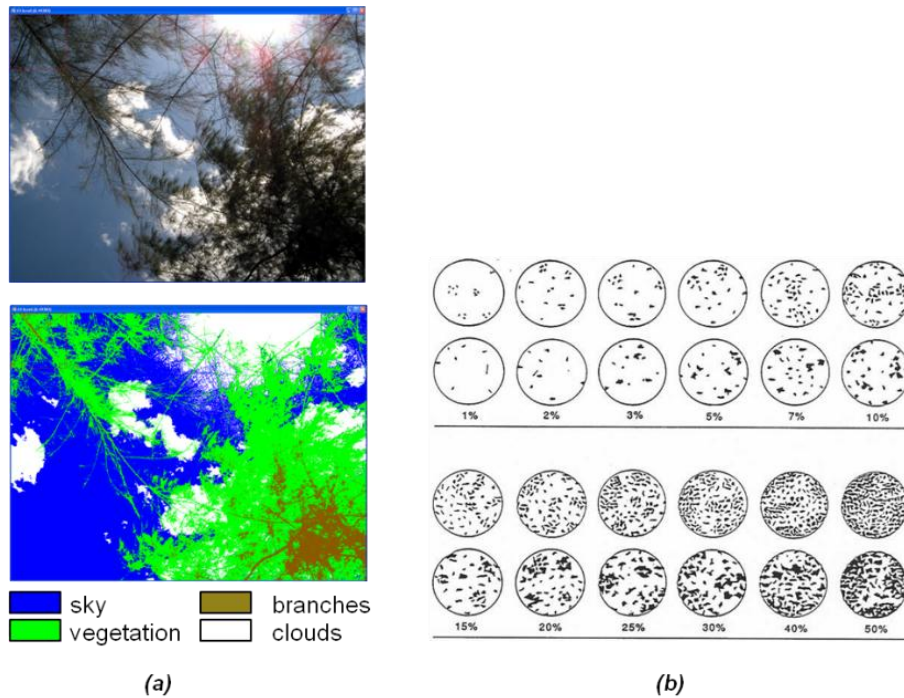 sky
branches
vegetation
clouds
(a)
1% 2% 3% 5% 7% 10%
15% 20% 25% 30% 40% 50%
(b)